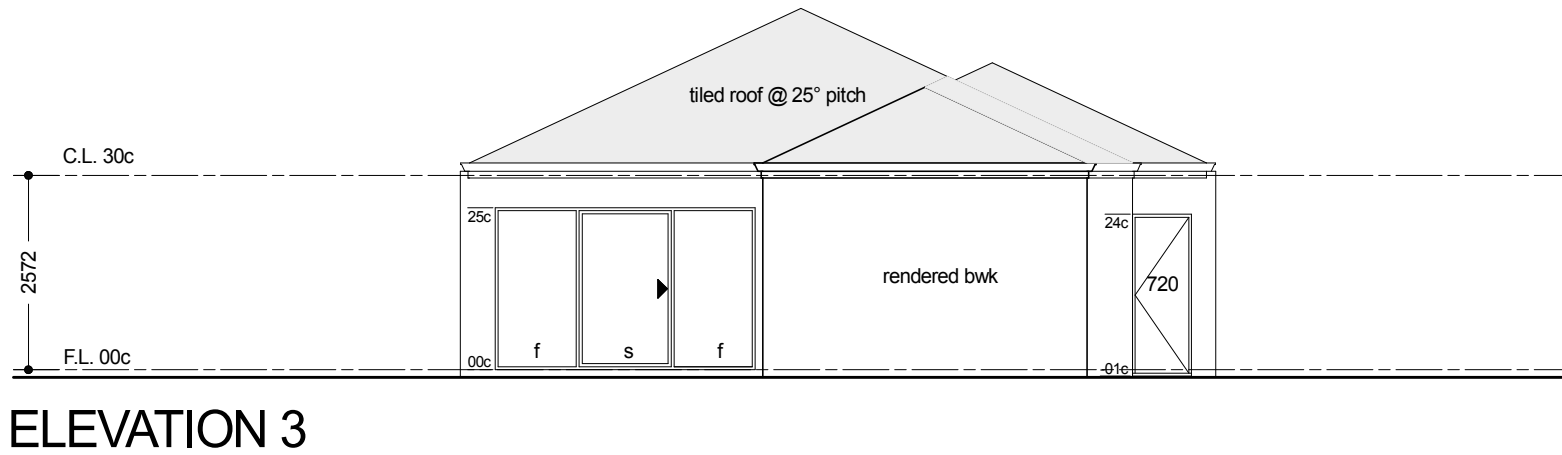 tiled roof @ 25° pitch
C.L. 30c
25c
24c
2572
rendered bwk
720
f
s
f
F.L. 00c
00c
-01c
ELEVATION 3